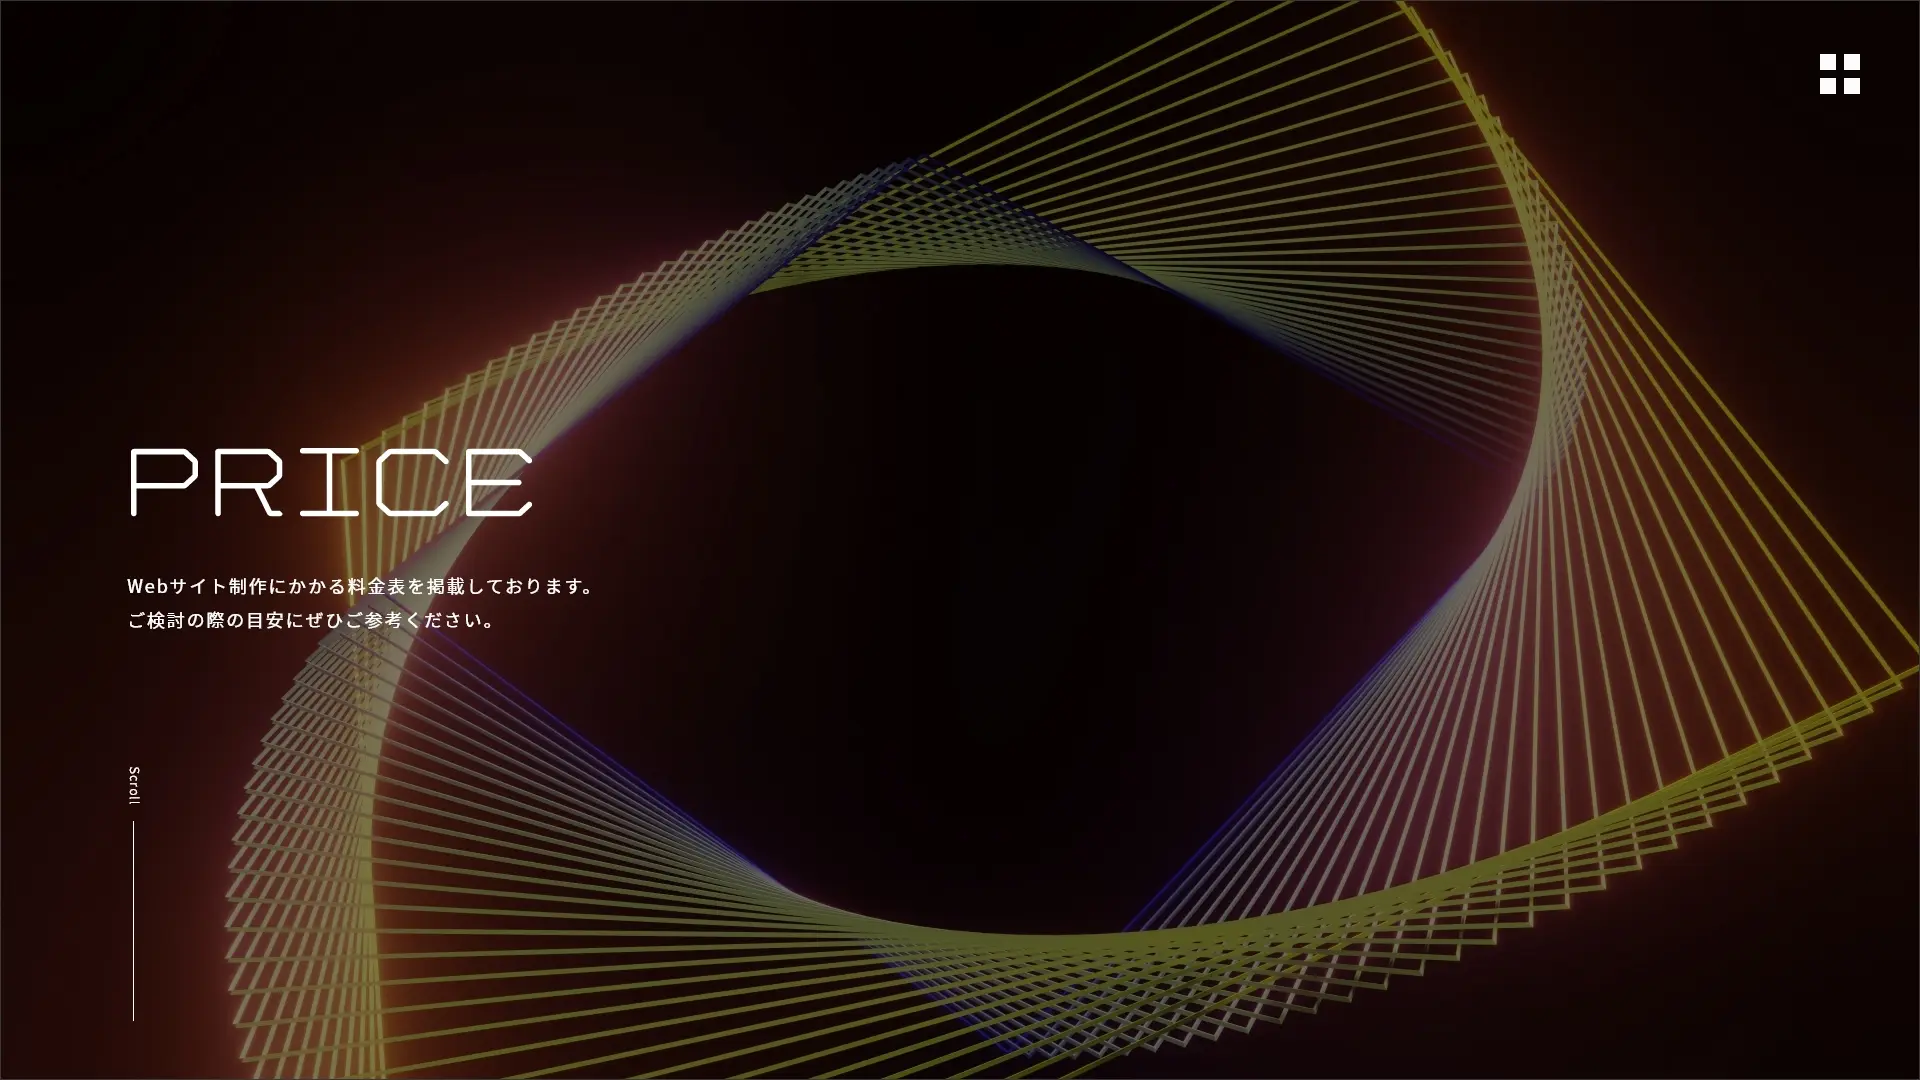 PRICE
Webサイト制作にかかる料金表を掲載しております。
ご検討の際の目安にぜひご参考ください。
Scroll